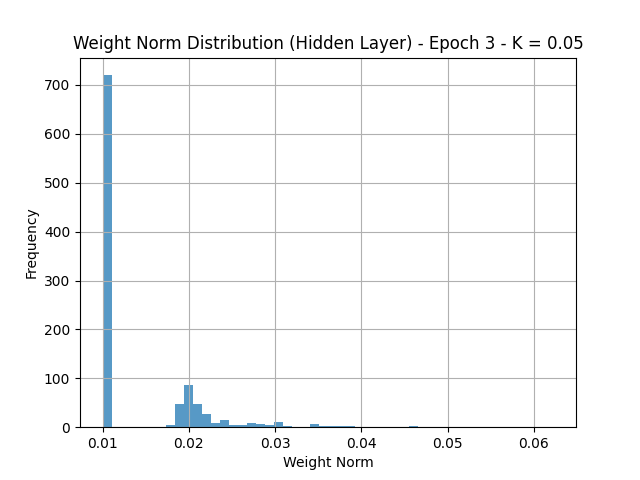 Weight Norm Distribution (Hidden Layer) - Epoch 3 - K = 0.05
700
600
500
400
300
200
100
0
Frequency
0.01 0.02 0.03 0.04 0.05 0.06
Weight Norm